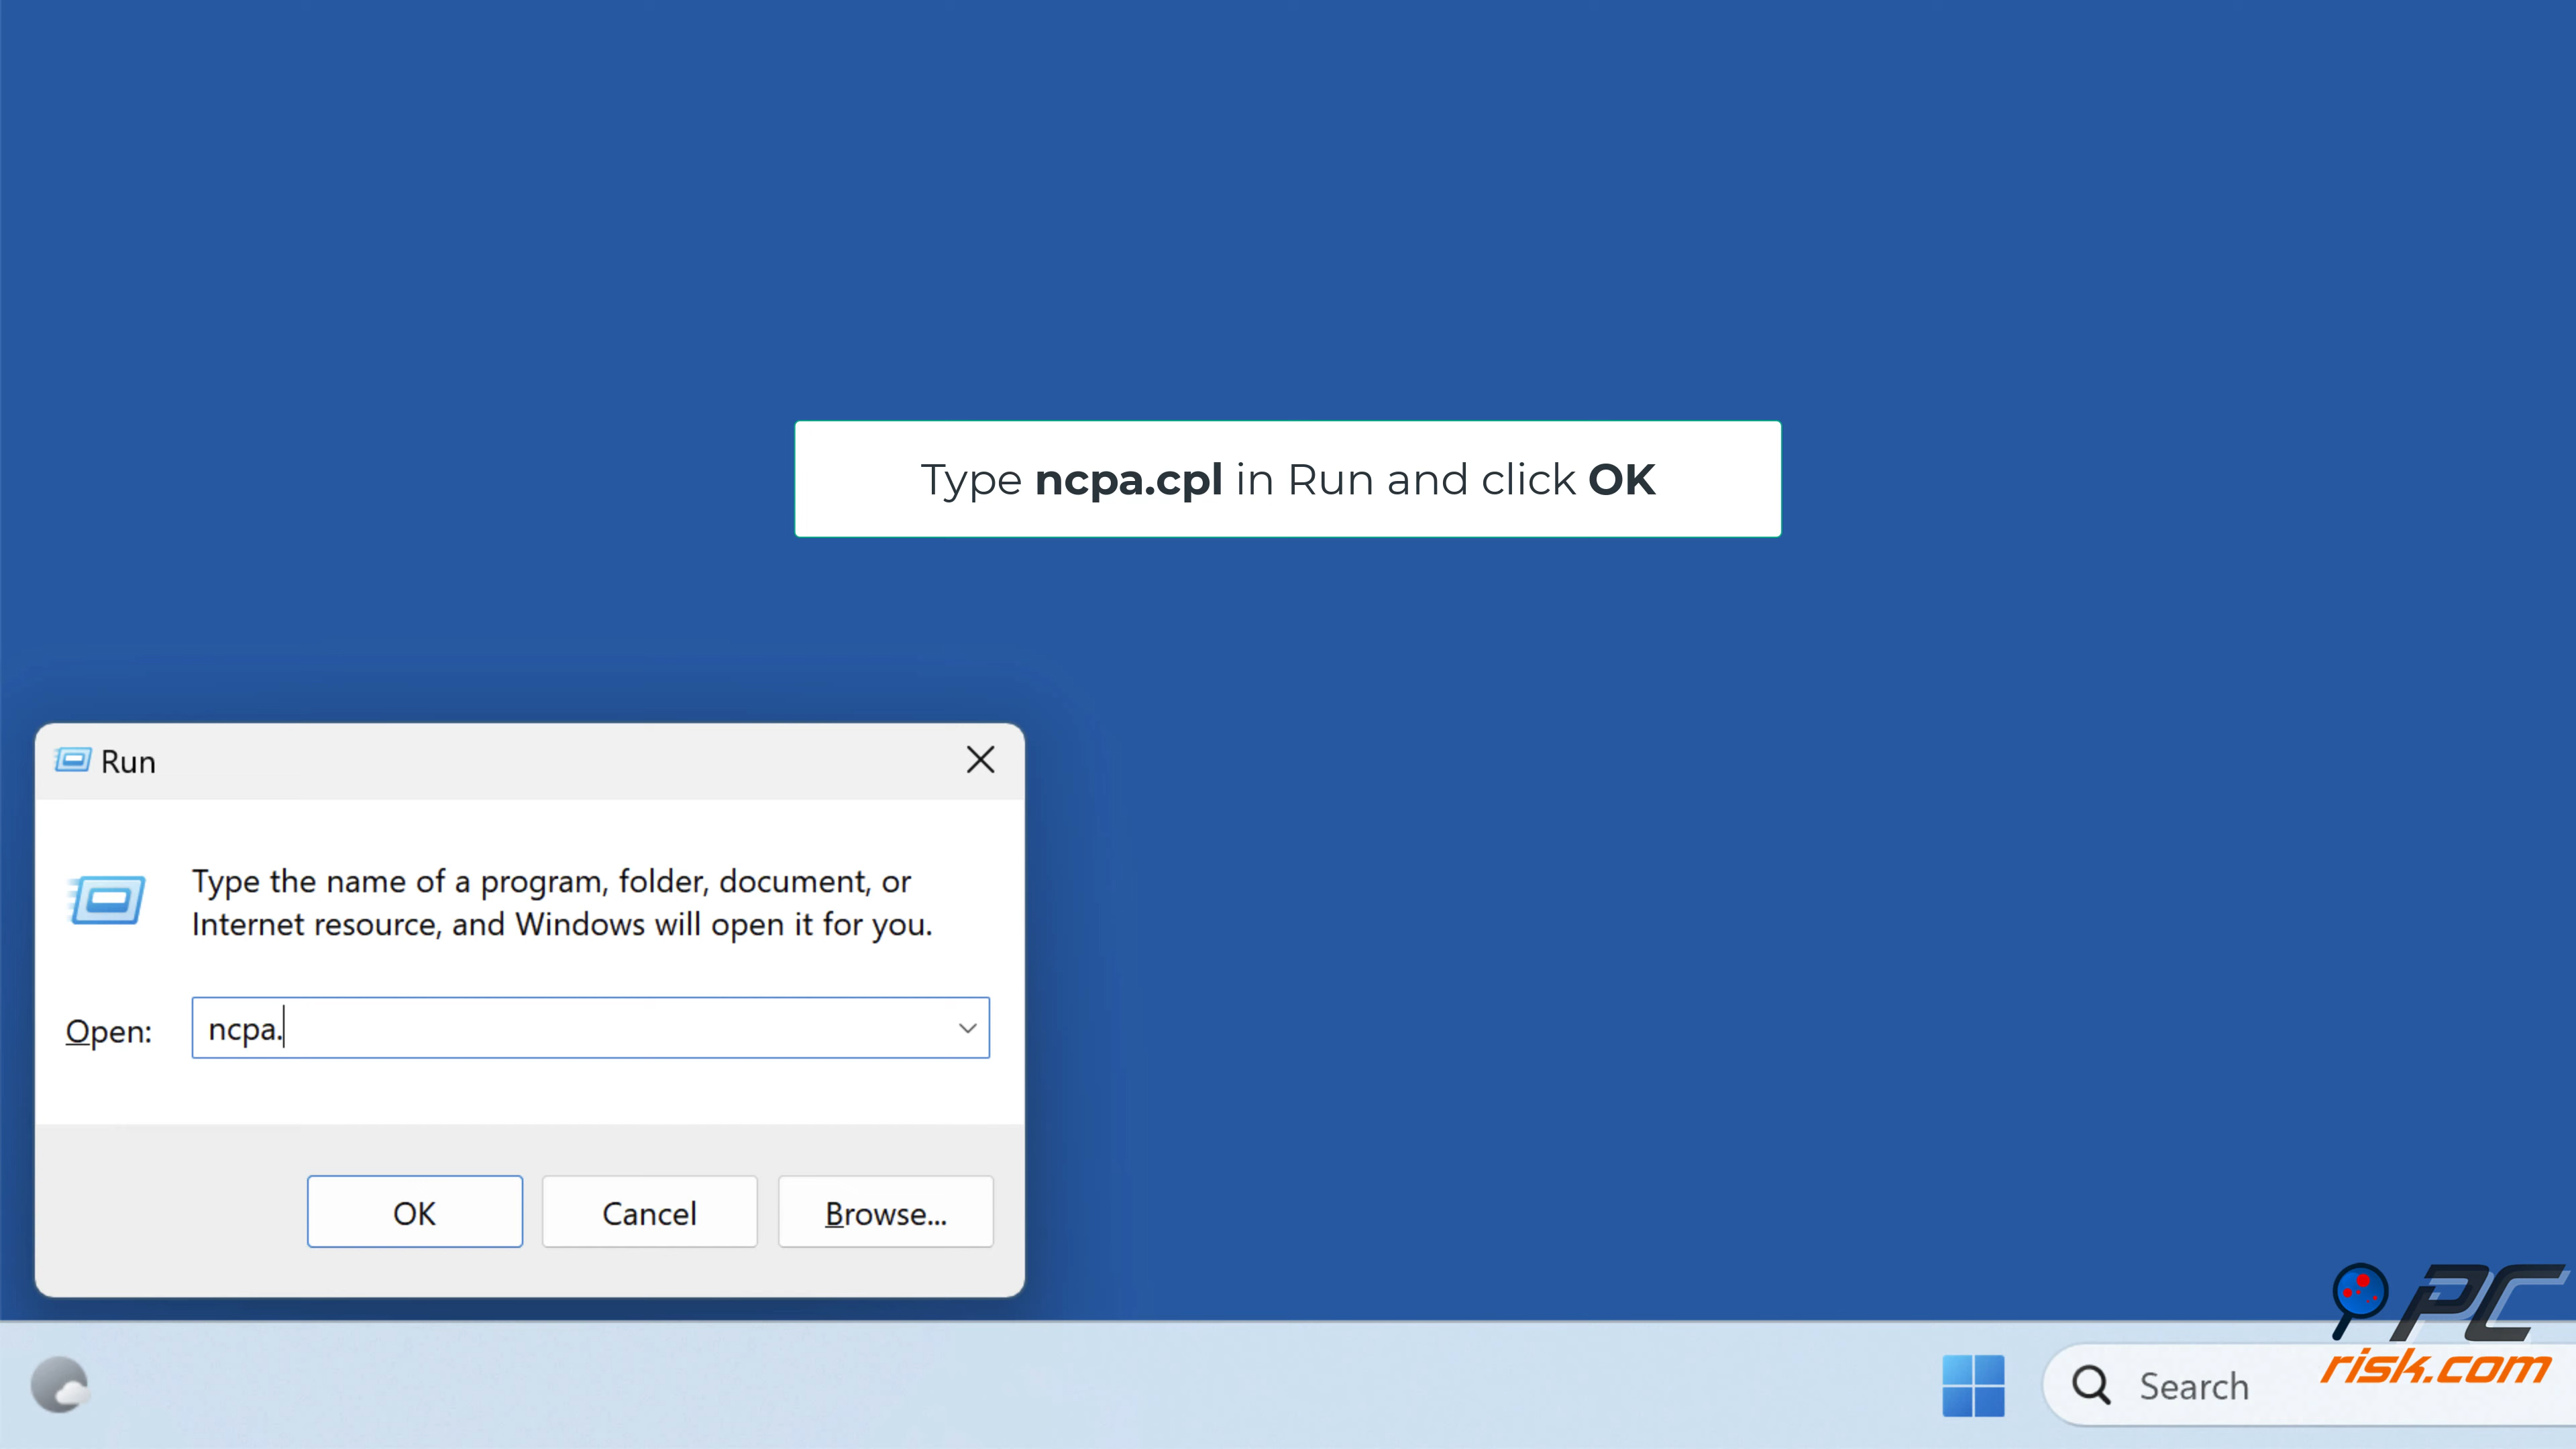 Type ncpa.cpl in Run and click OK
Run
Type the name of a program, folder, document, or
Internet resource, and Windows will open it for you.
Open:
ncpa.
OK
Cancel
Browse...
PC
risk.com
Search